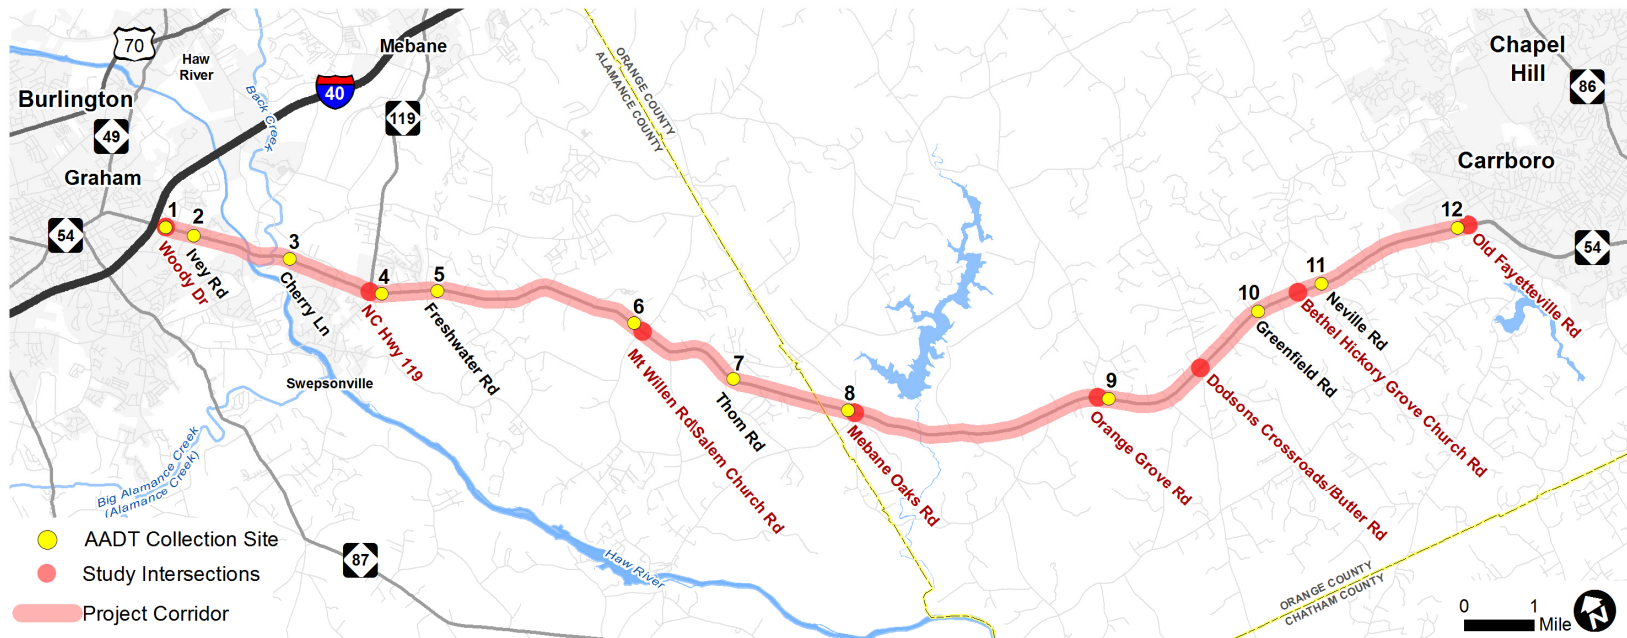 70
Haw
River
Mebane
Burlington
40
49
119
Back Creek
Graham
54
ORANGE COUNTY
ALAMANCE COUNTY
Chapel
Hill
86
Carrboro
54
1
2
3
4
5
6
7
8
9
10
11
12
Woody Dr
Ivey Rd
Cherry Ln
NC Hwy 119
Freshwater Rd
Mt Willen Rd\Salem Church Rd
Thom Rd
Mebane Oaks Rd
Orange Grove Rd
Dodsons Crossroads/Butler Rd
Greenfield Rd
Bethel Hickory Grove Church Rd
Neville Rd
Old Fayetteville Rd
Swepsonville
Big Alamance Creek
(Alamance Creek)
87
Haw River
ORANGE COUNTY
CHATHAM COUNTY
AADT Collection Site
Study Intersections
Project Corridor
0 1
Mile
N